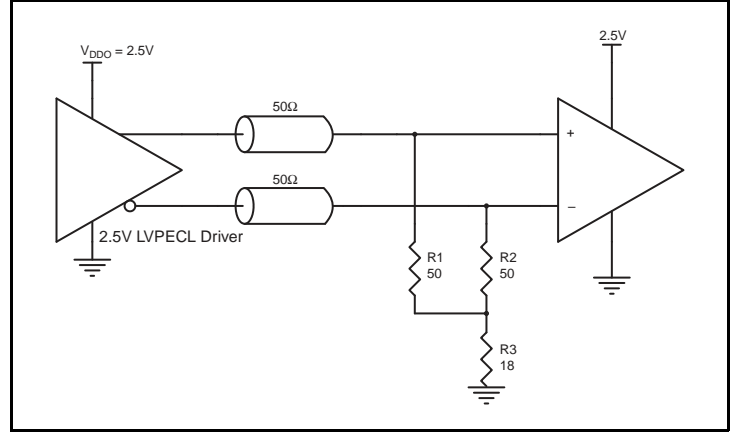 V_DDO = 2.5V
2.5V
50Ω
+
50Ω
–
2.5V LVPECL Driver
R1
50
R2
50
R3
18